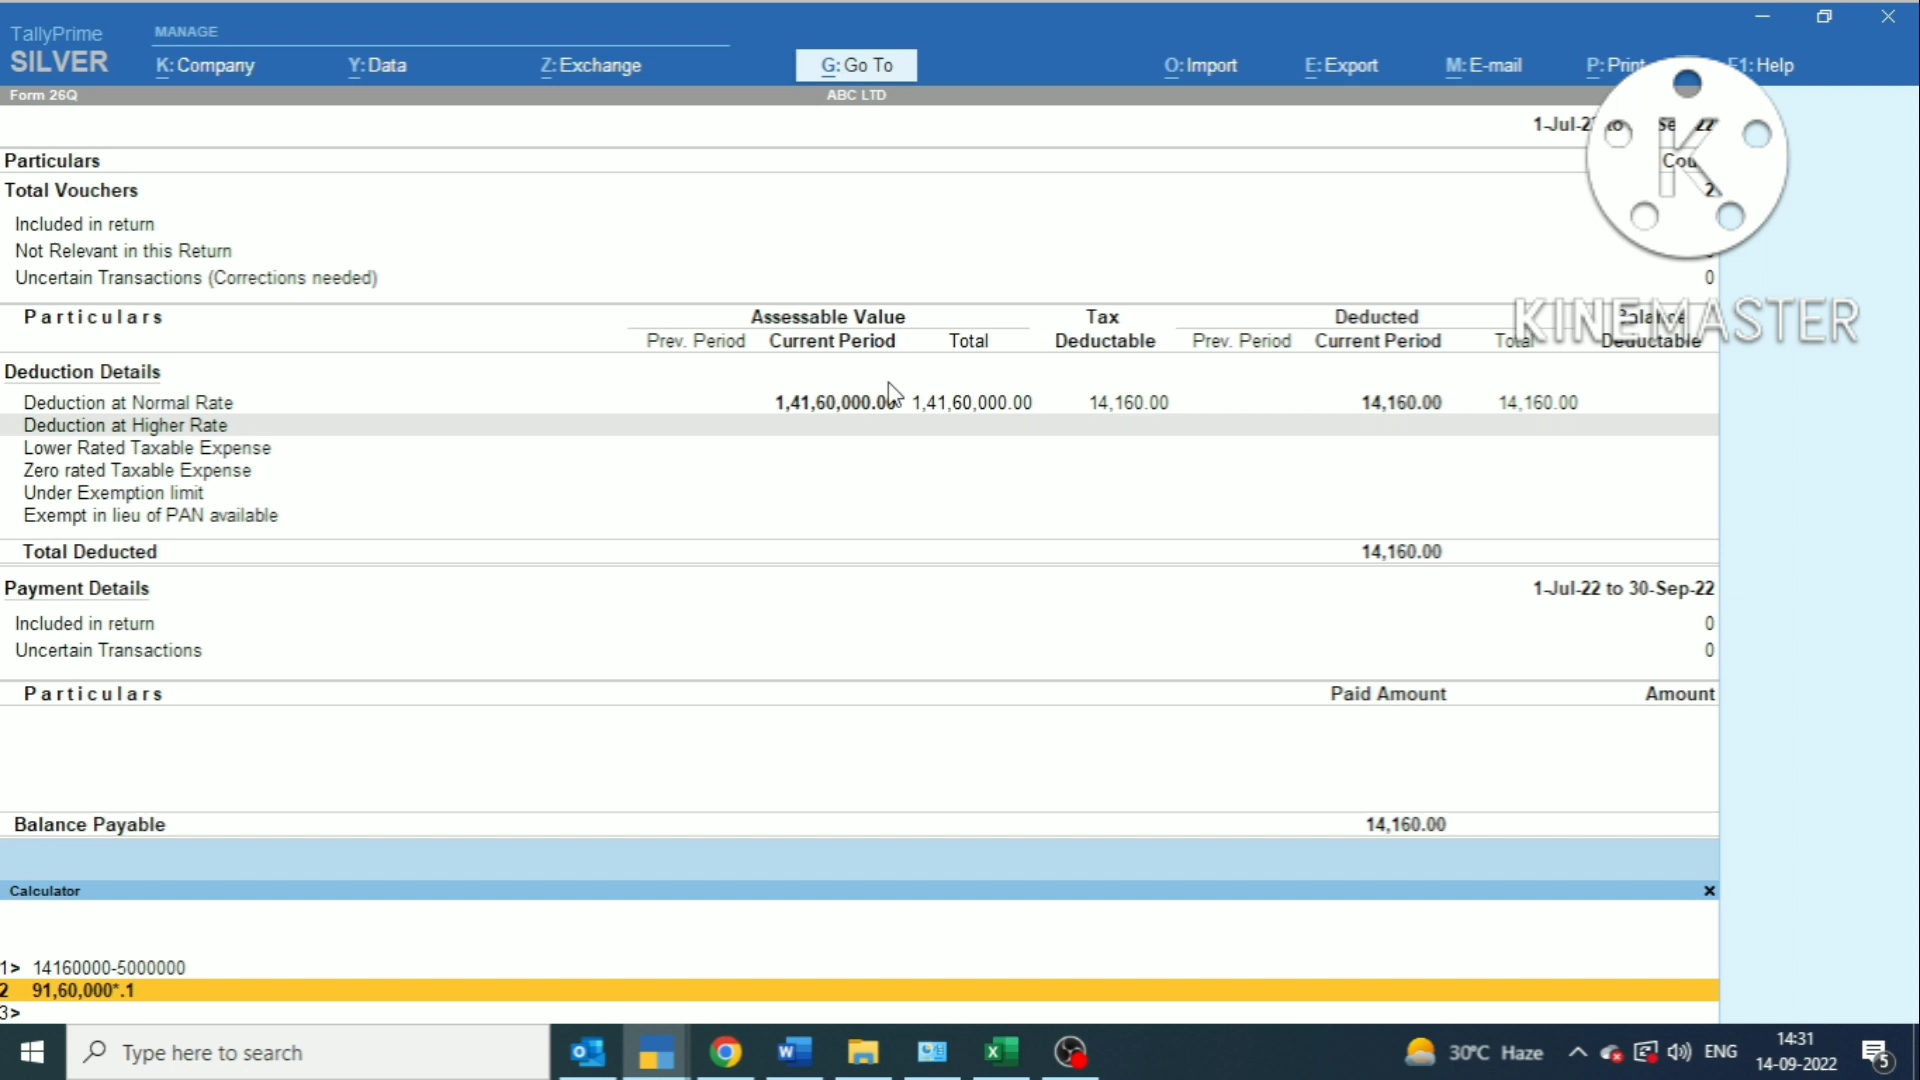 TallyPrime
SILVER
MANAGE
K: Company
Y: Data
Z: Exchange
G: Go To
O: Import
E: Export
M: E-mail
P: Print
F1: Help
Form 26Q
ABC LTD
1-Jul-22 to
Particulars
Total Vouchers
2
Included in return
Not Relevant in this Return
Uncertain Transactions (Corrections needed) 0
Particulars Assessable Value Tax Deducted Balance
Prev. Period Current Period Total Deductable Prev. Period Current Period Total Deductable
KINEMASTER
Deduction Details
Deduction at Normal Rate 1,41,60,000.00 1,41,60,000.00 14,160.00 14,160.00 14,160.00
Deduction at Higher Rate
Lower Rated Taxable Expense
Zero rated Taxable Expense
Under Exemption limit
Exempt in lieu of PAN available
Total Deducted 14,160.00
Payment Details 1-Jul-22 to 30-Sep-22
Included in return 0
Uncertain Transactions 0
Particulars Paid Amount Amount
Balance Payable 14,160.00
Calculator
1> 14160000-5000000
2 91,60,000*.1
3>
Type here to search
30°C Haze
ENG
14:31
14-09-2022
5